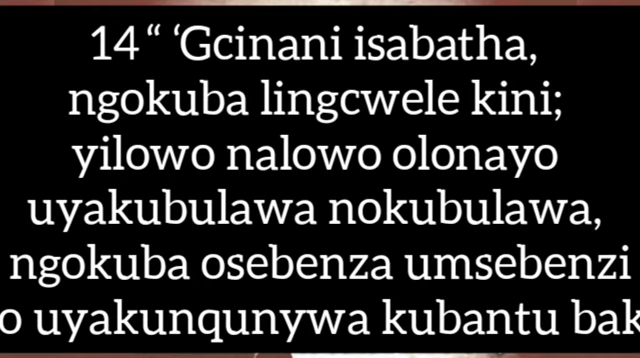 14 “ ‘Gcinani isabatha,
ngokuba lingcwele kini;
yilowo nalowo olonayo
uyakubulawa nokubulawa,
ngokuba osebenza umsebenzi
uyakunqunywa kubantu